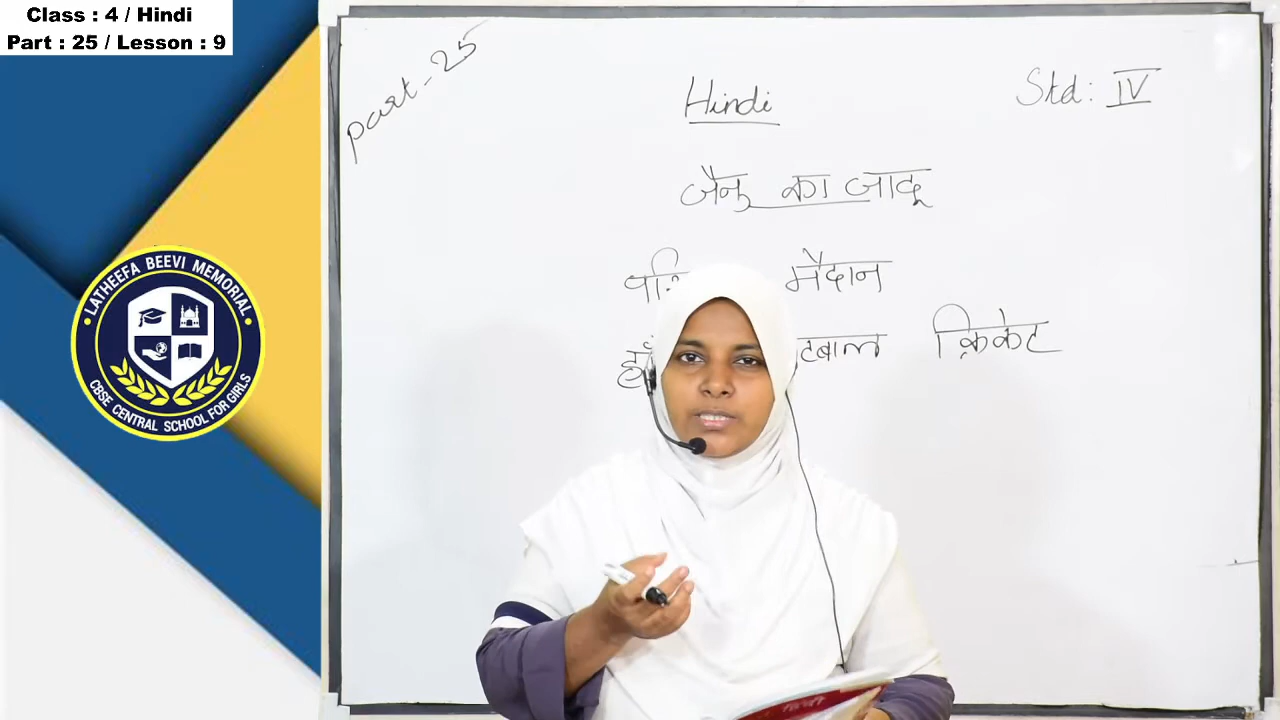 Class : 4 / Hindi
Part : 25 / Lesson : 9
part-25
Hindi
Std: IV
जैनु का जादू
मैदान
क्रिकेट
LATHEEFA BEEVI MEMORIAL
CBSE CENTRAL SCHOOL FOR GIRLS